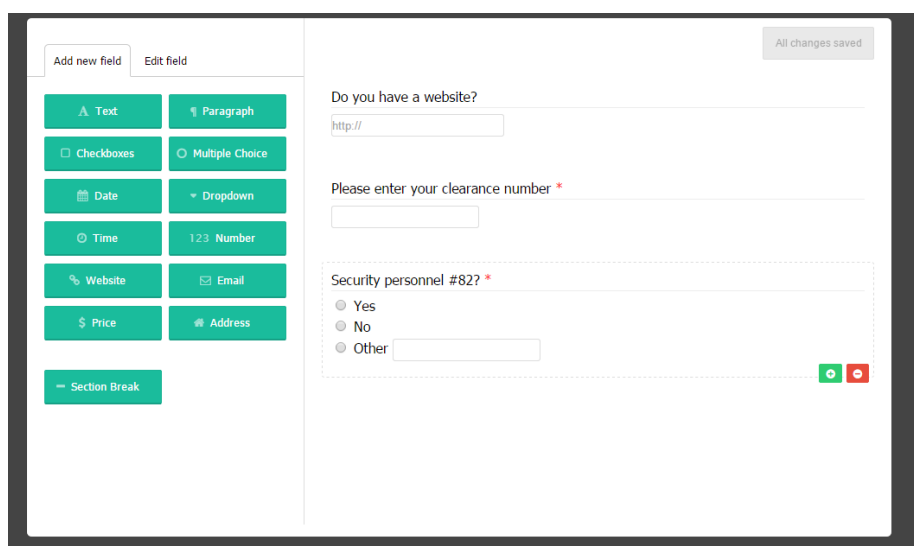 All changes saved
Add new field Edit field
A Text ¶ Paragraph
Checkboxes Multiple Choice
Date Dropdown
Time 123 Number
Website Email
$ Price Address
Section Break
Do you have a website?
http://
Please enter your clearance number *
Security personnel #82? *
Yes
No
Other